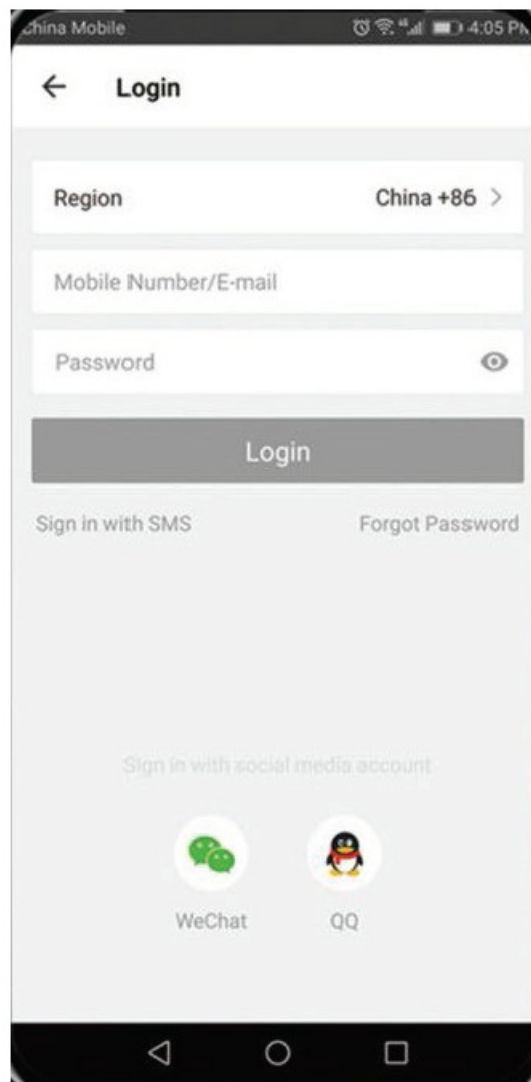 China Mobile 4:05 PM
Login
Region China +86
Mobile Number/E-mail
Password
Login
Sign in with SMS Forgot Password
Sign in with social media account
WeChat QQ